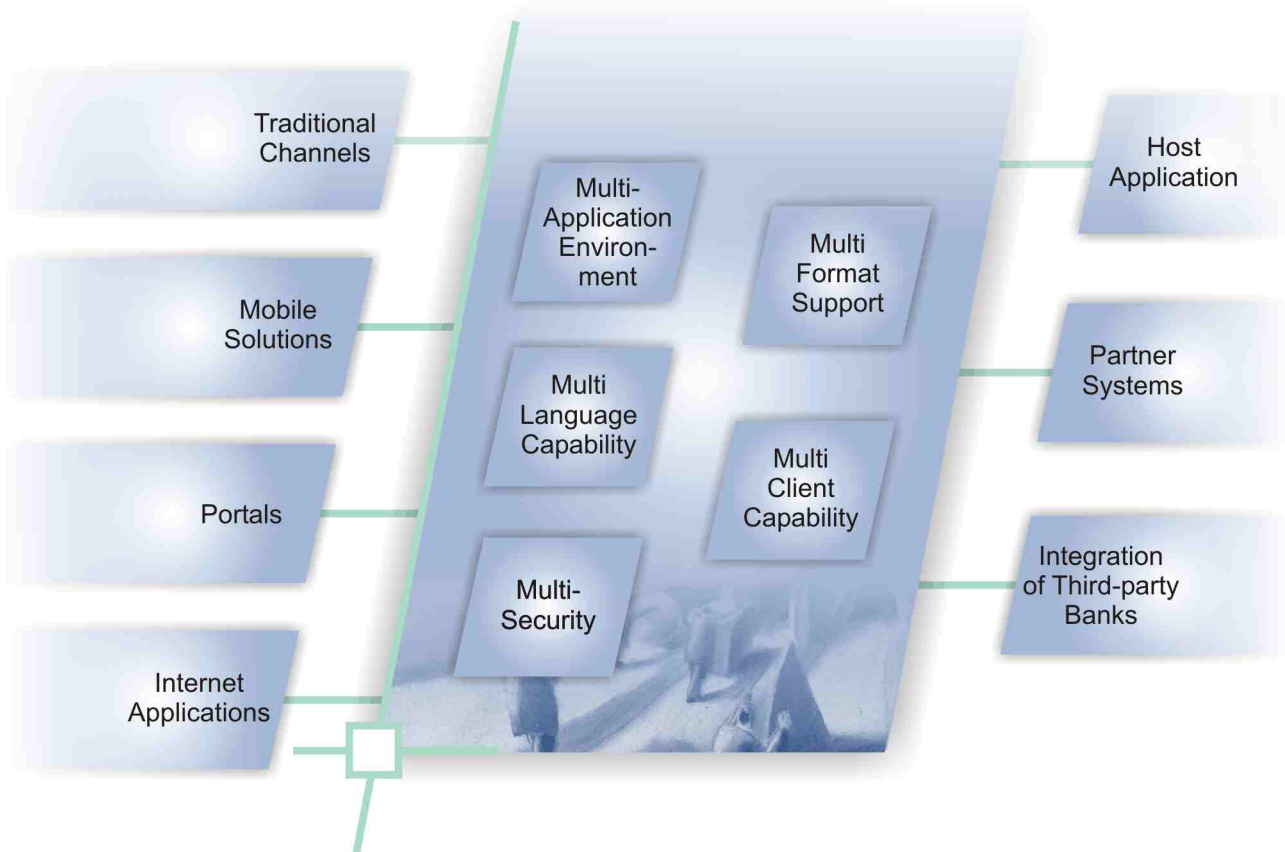 Traditional
Channels
Mobile
Solutions
Portals
Internet
Applications
Multi-
Application
Environ-
ment
Multi
Language
Capability
Multi-
Security
Multi
Format
Support
Multi
Client
Capability
Host
Application
Partner
Systems
Integration
of Third-party
Banks